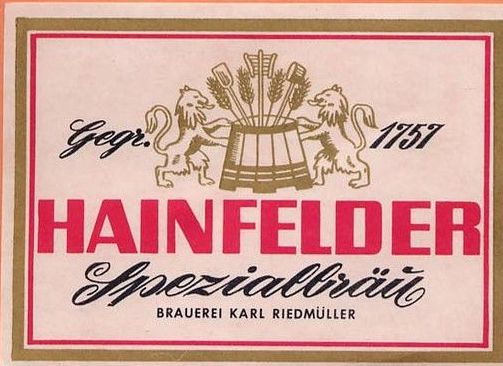 Gegr. 1757
HAINFELDER
Spezialbräu
BRAUEREI KARL RIEDMÜLLER